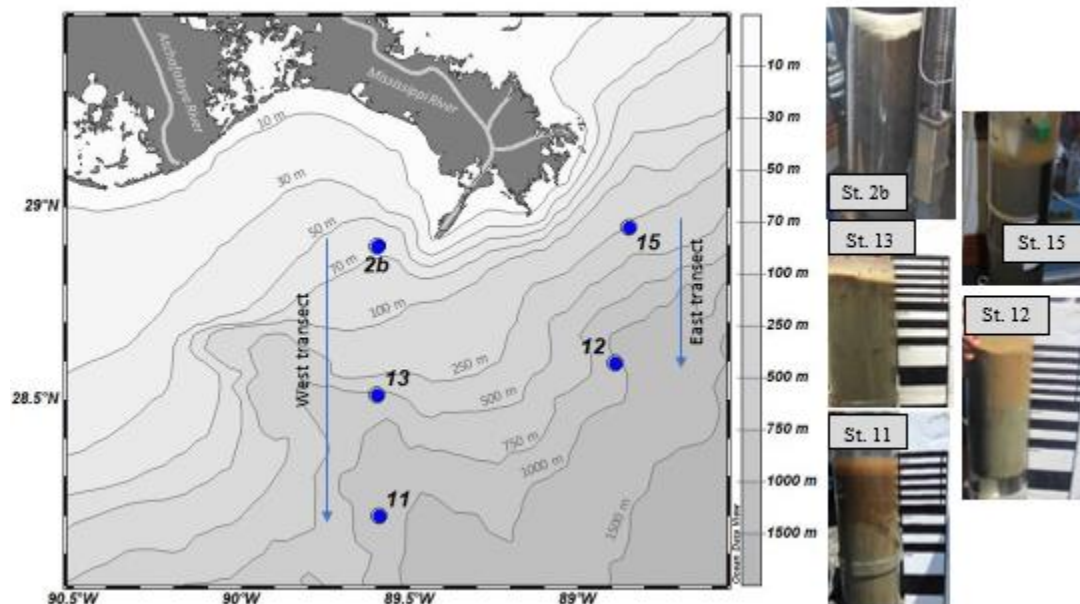 Atchafalaya River
Mississippi River
10 m
30 m
50 m
70 m
100 m
250 m
500 m
750 m
1000 m
1500 m
2b
15
13
12
11
West transect
East transect
29°N
28.5°N
90.5°W
90°W
89.5°W
89°W
10 m
30 m
50 m
70 m
100 m
250 m
500 m
750 m
1000 m
1500 m
Ocean Data View
St. 2b
St. 15
St. 13
St. 12
St. 11